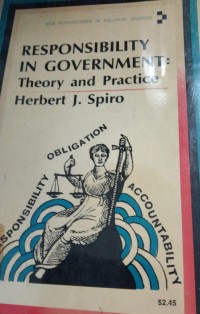 NEW PERSPECTIVES IN POLITICAL SCIENCE
RESPONSIBILITY
IN GOVERNMENT:
Theory and Practice
Herbert J. Spiro
RESPONSIBILITY
OBLIGATION
ACCOUNTABILITY
$2.45